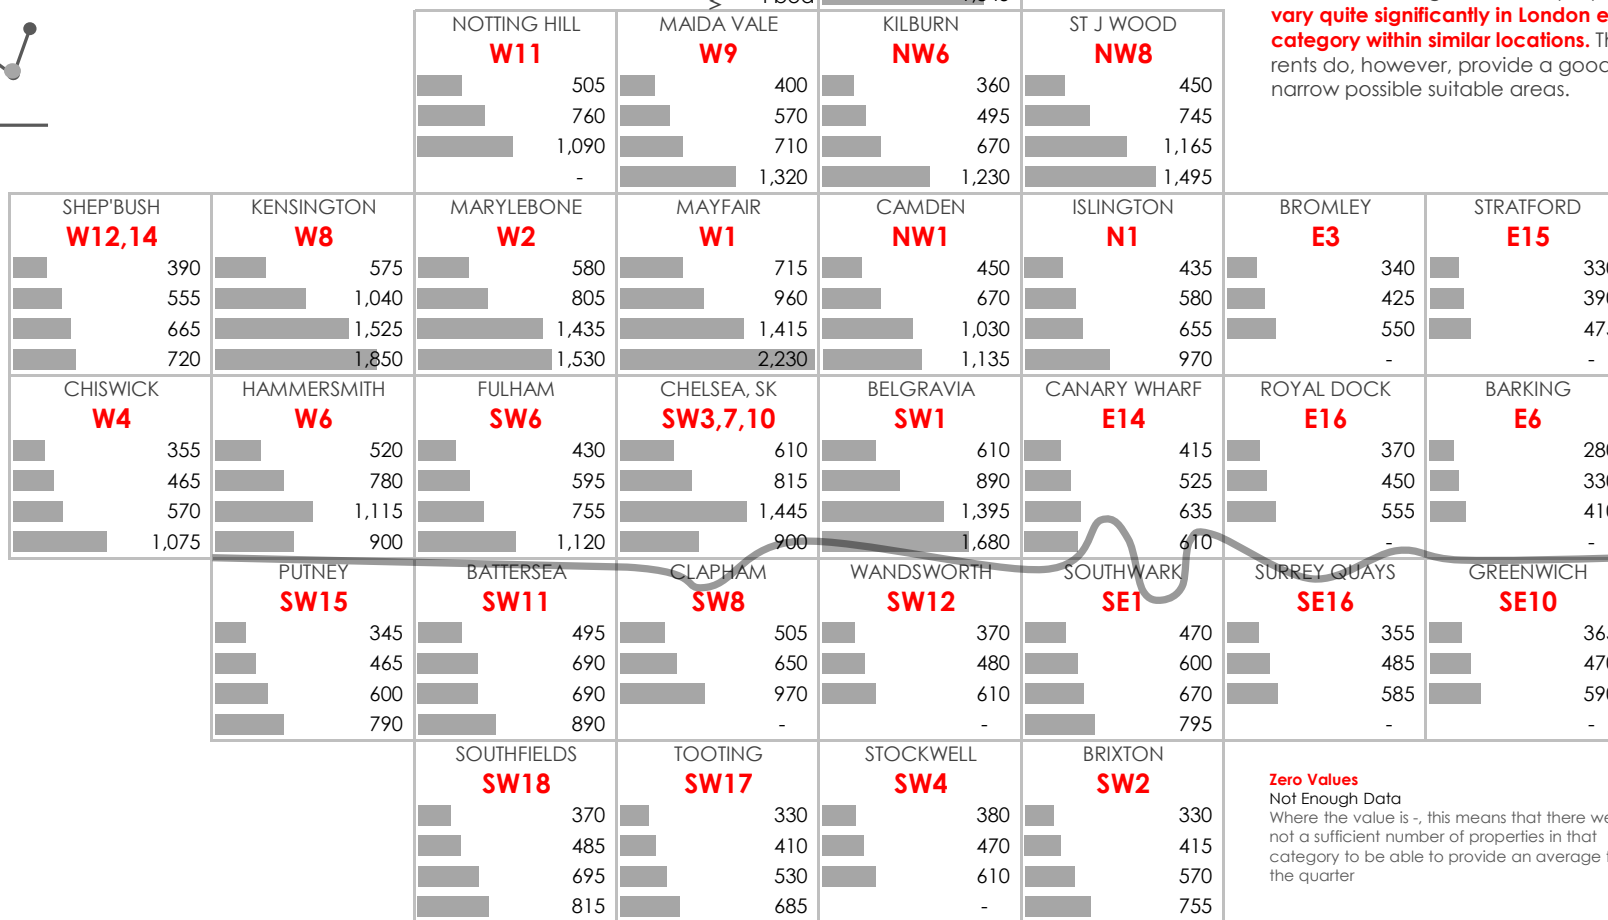 vary quite significantly in London e
category within similar locations. Th
rents do, however, provide a good
narrow possible suitable areas.
NOTTING HILL
W11
505
760
1,090
-
MAIDA VALE
W9
400
570
710
1,320
KILBURN
NW6
360
495
670
1,230
ST J WOOD
NW8
450
745
1,165
1,495
SHEP'BUSH
W12,14
390
555
665
720
KENSINGTON
W8
575
1,040
1,525
1,850
MARYLEBONE
W2
580
805
1,435
1,530
MAYFAIR
W1
715
960
1,415
2,230
CAMDEN
NW1
450
670
1,030
1,135
ISLINGTON
N1
435
580
655
970
BROMLEY
E3
340
425
550
-
STRATFORD
E15
330
390
47
-
CHISWICK
W4
355
465
570
1,075
HAMMERSMITH
W6
520
780
1,115
900
FULHAM
SW6
430
595
755
1,120
CHELSEA, SK
SW3,7,10
610
815
1,445
900
BELGRAVIA
SW1
610
890
1,395
1,680
CANARY WHARF
E14
415
525
635
610
ROYAL DOCK
E16
370
450
555
-
BARKING
E6
280
330
410
-
PUTNEY
SW15
345
465
600
790
BATTERSEA
SW11
495
690
690
890
CLAPHAM
SW8
505
650
970
-
WANDSWORTH
SW12
370
480
610
-
SOUTHWARK
SE1
470
600
670
795
SURREY QUAYS
SE16
355
485
585
-
GREENWICH
SE10
36
470
590
-
SOUTHFIELDS
SW18
370
485
695
815
TOOTING
SW17
330
410
530
685
STOCKWELL
SW4
380
470
610
-
BRIXTON
SW2
330
415
570
755
Zero Values
Not Enough Data
Where the value is -, this means that there we
not a sufficient number of properties in that
category to be able to provide an average f
the quarter